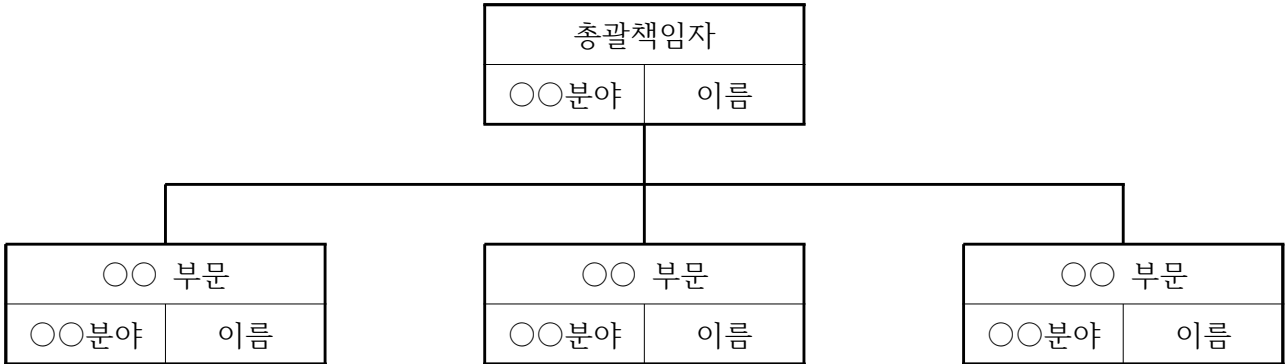 총괄책임자
○○분야 이름
○○ 부문 ○○ 부문 ○○ 부문
○○분야 이름 ○○분야 이름 ○○분야 이름